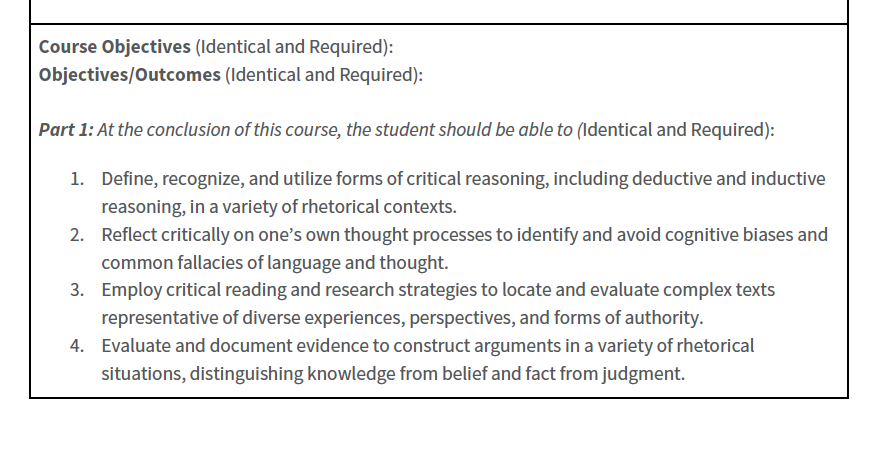 Course Objectives (Identical and Required):
Objectives/Outcomes (Identical and Required):
Part 1: At the conclusion of this course, the student should be able to (Identical and Required):
1. Define, recognize, and utilize forms of critical reasoning, including deductive and inductive
reasoning, in a variety of rhetorical contexts.
2. Reflect critically on one’s own thought processes to identify and avoid cognitive biases and
common fallacies of language and thought.
3. Employ critical reading and research strategies to locate and evaluate complex texts
representative of diverse experiences, perspectives, and forms of authority.
4. Evaluate and document evidence to construct arguments in a variety of rhetorical
situations, distinguishing knowledge from belief and fact from judgment.